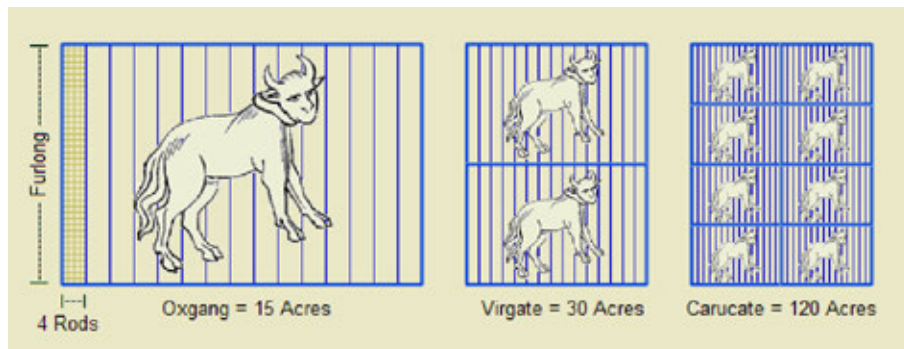 Furlong
4 Rods
Oxgang = 15 Acres
Virgate = 30 Acres
Carucate = 120 Acres